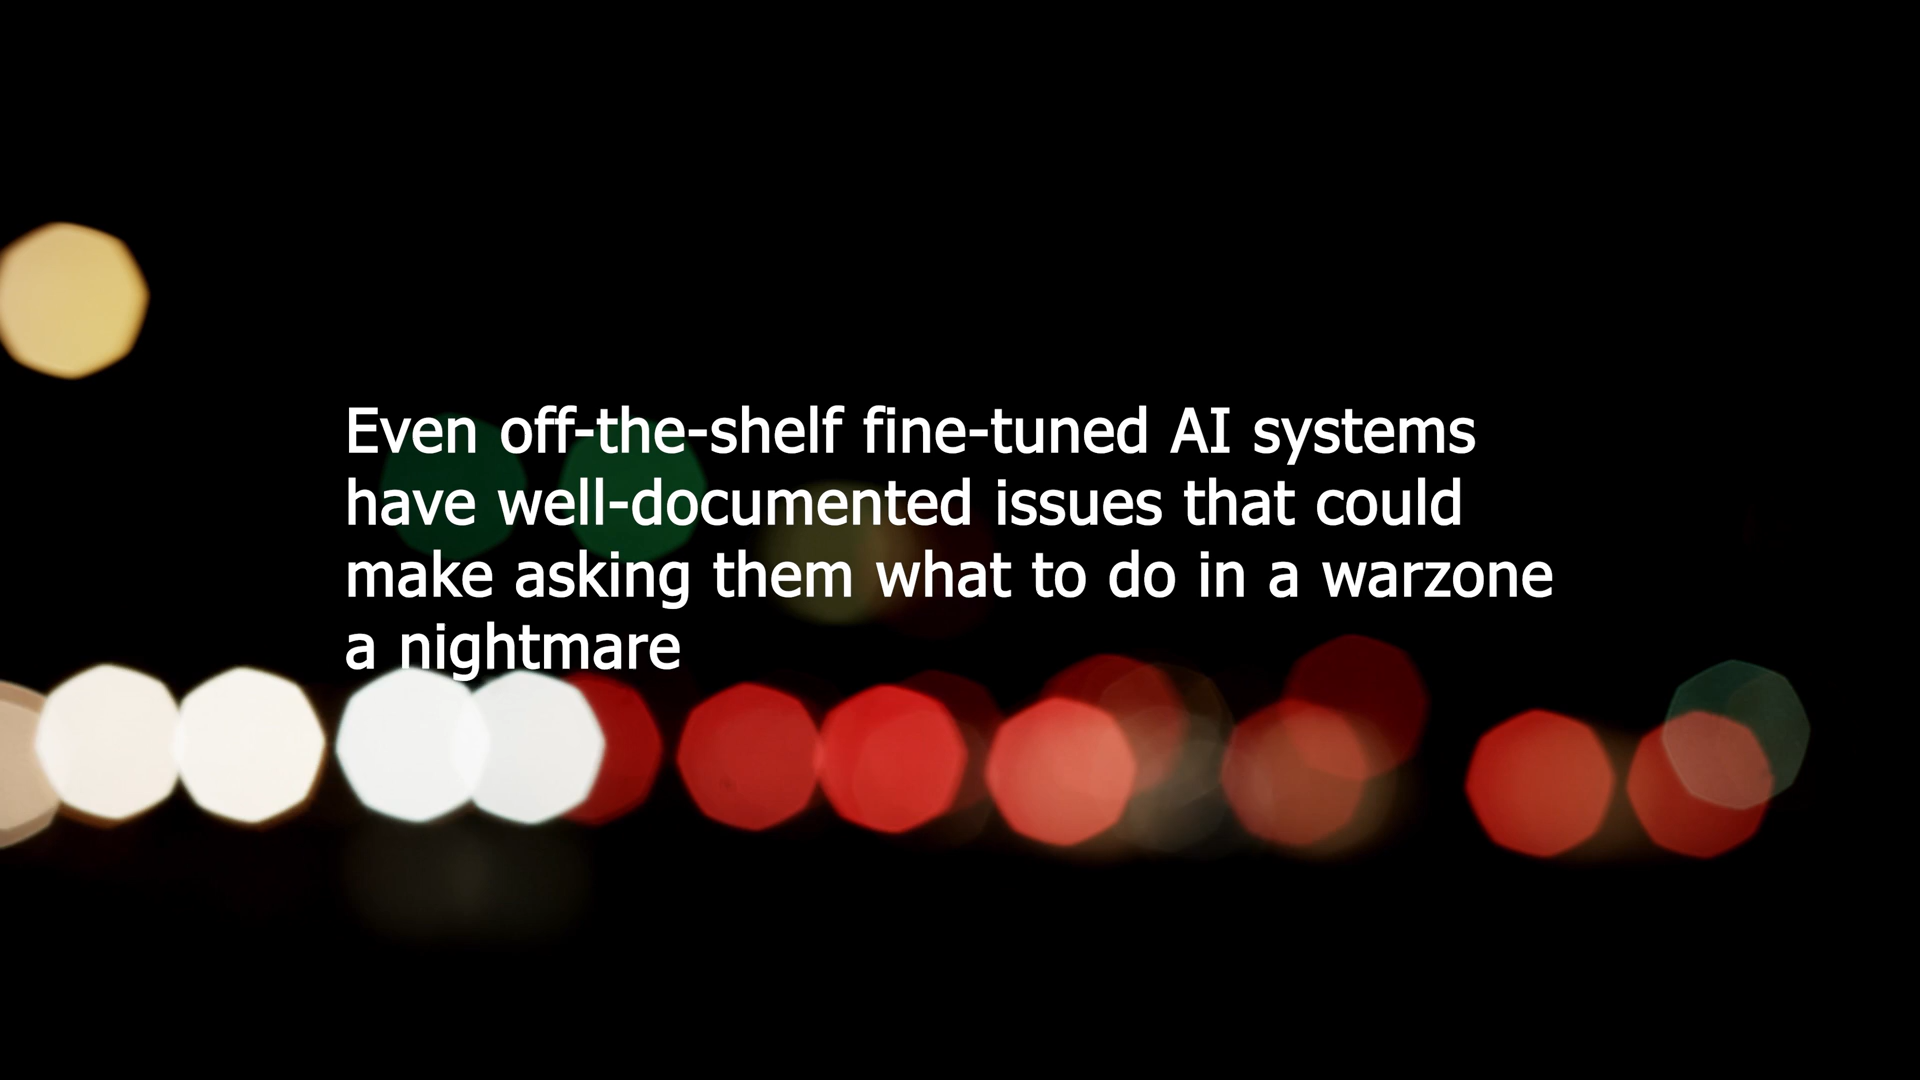 Even off-the-shelf fine-tuned AI systems
have well-documented issues that could
make asking them what to do in a warzone
a nightmare